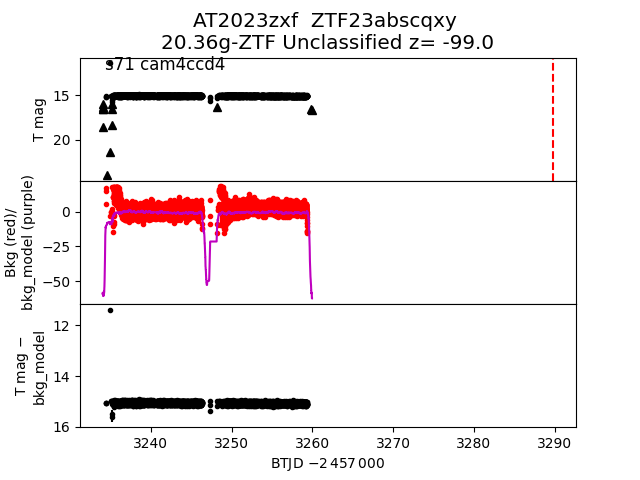 AT2023zxf  ZTF23abscqxy
20.36g-ZTF Unclassified z= -99.0
s71 cam4ccd4
T mag
15
20
Bkg (red)/
bkg_model (purple)
0
−25
−50
T mag −
bkg_model
12
14
16
3240
3250
3260
3270
3280
3290
BTJD −2 457 000